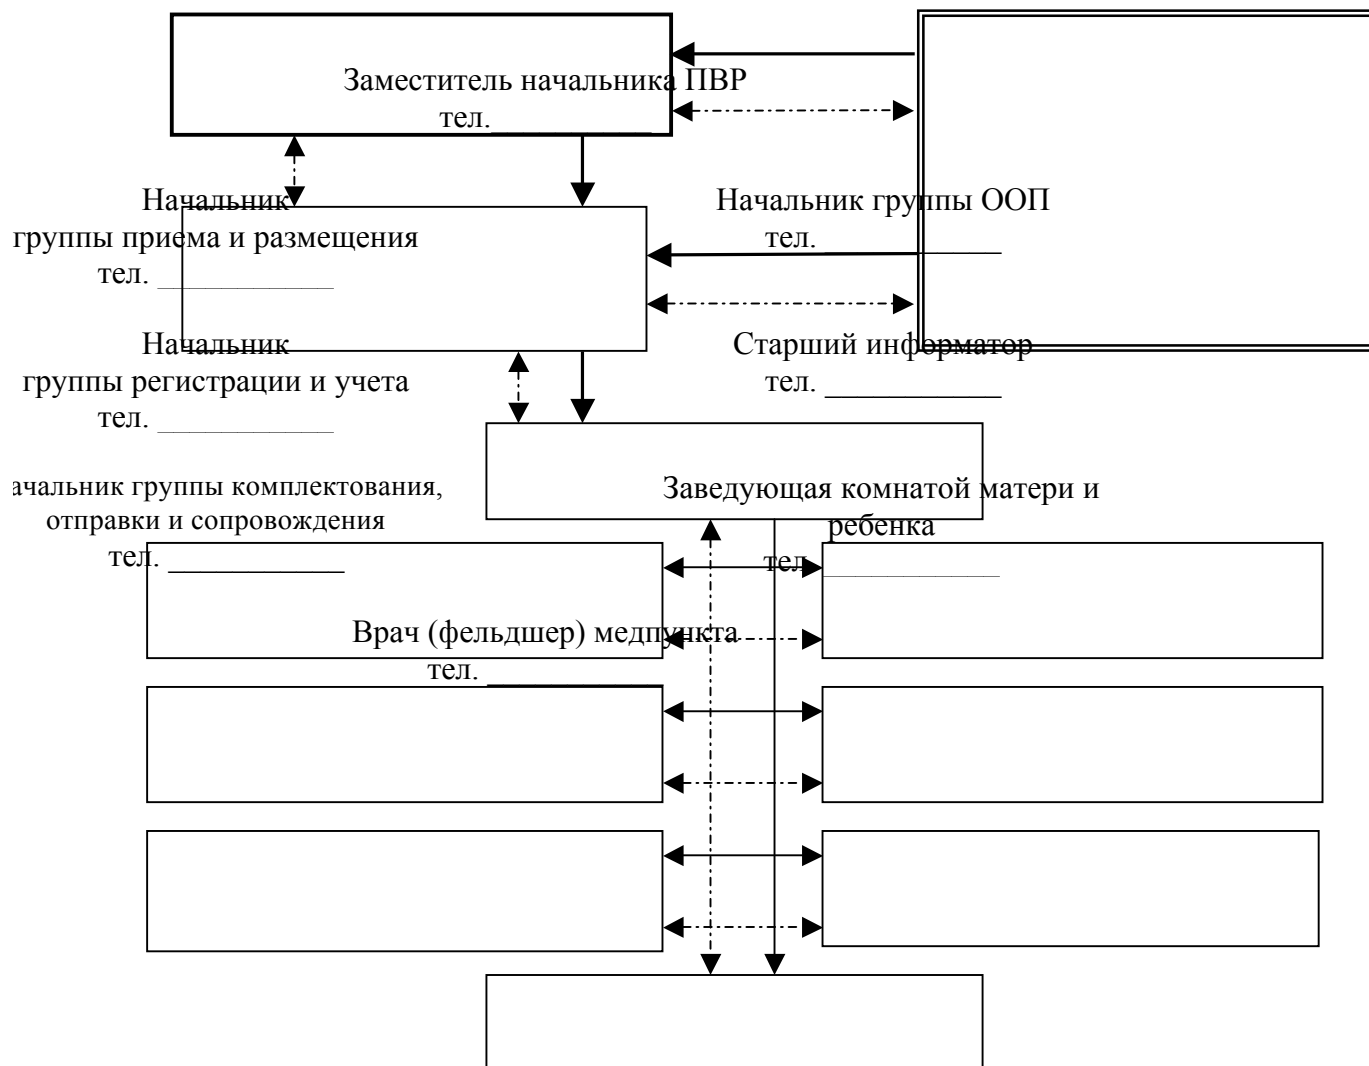 Заместитель начальника ПВР
тел.___________
Начальник
группы приема и размещения
тел. ___________
Начальник группы ООП
тел. ___________
Начальник
группы регистрации и учета
тел. ___________
Старший информатор
тел. ___________
ачальник группы комплектования,
отправки и сопровождения
тел. ___________
Заведующая комнатой матери и
ребенка
тел. ___________
Врач (фельдшер) медпункта
тел. ___________